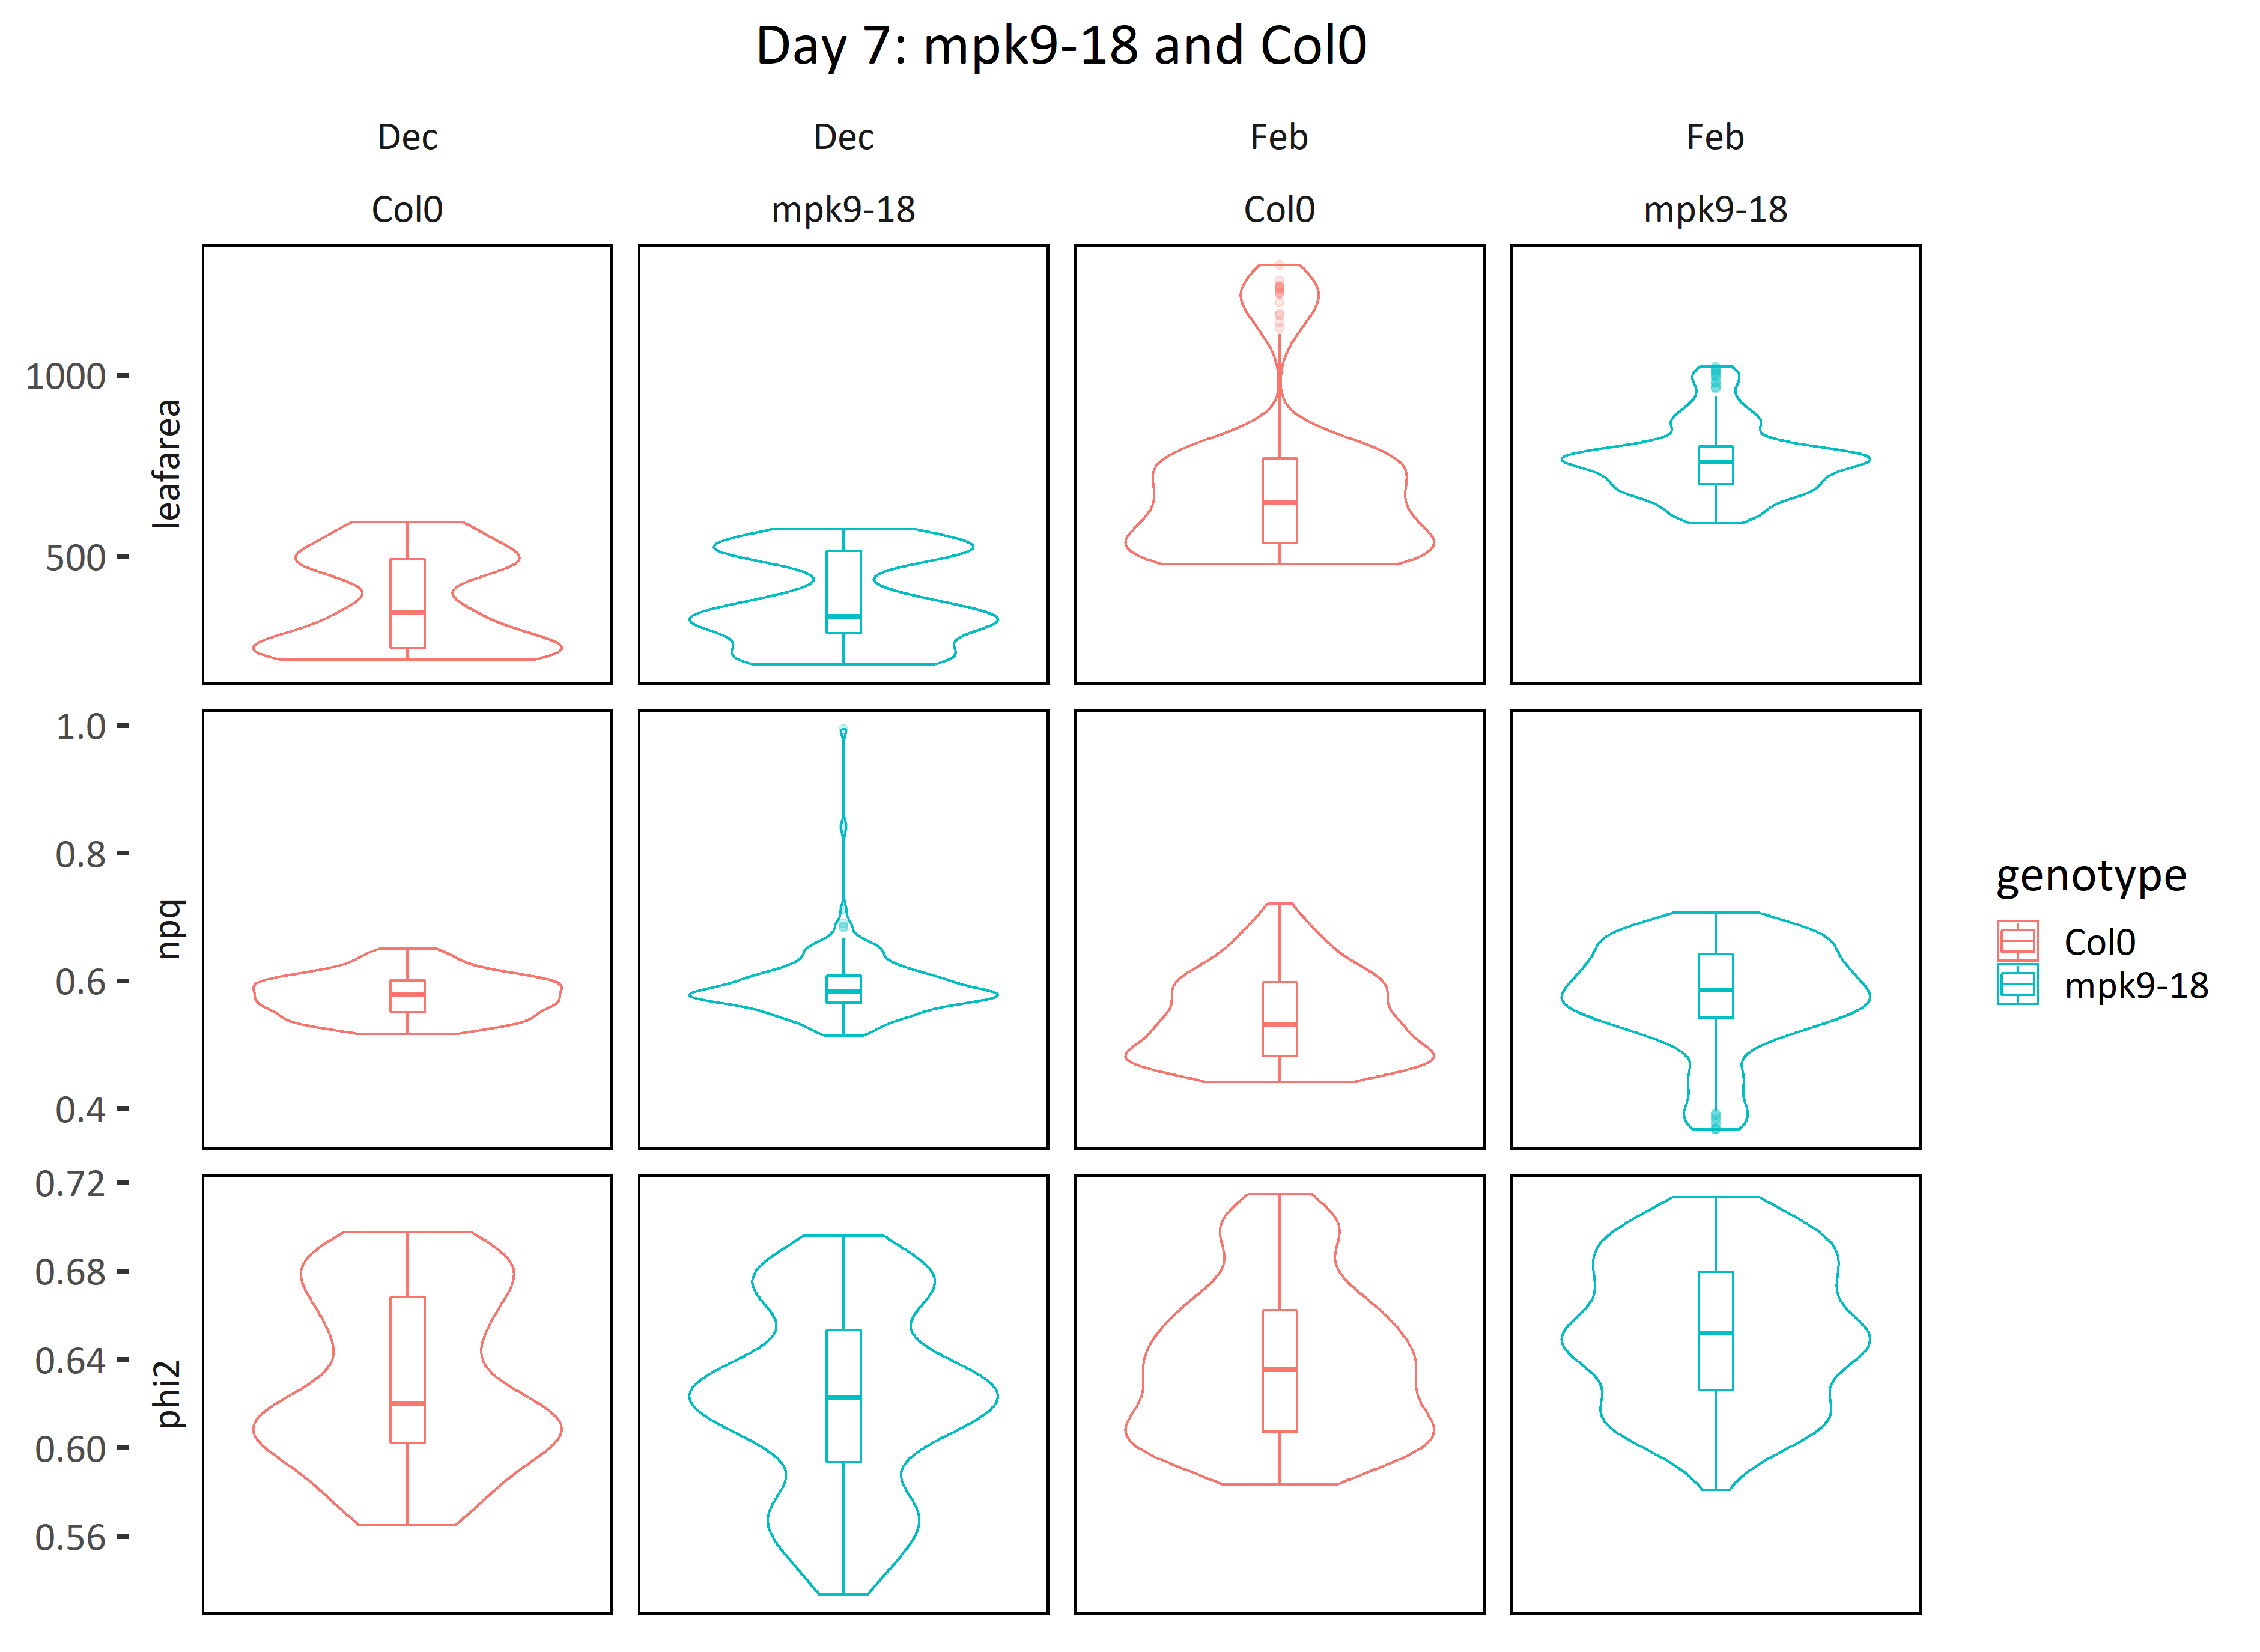 Day 7: mpk9-18 and Col0
Dec Dec Feb Feb
Col0 mpk9-18 Col0 mpk9-18
leafarea
1000
500
npq
1.0
0.8
0.6
0.4
phi2
0.72
0.68
0.64
0.60
0.56
genotype
Col0
mpk9-18